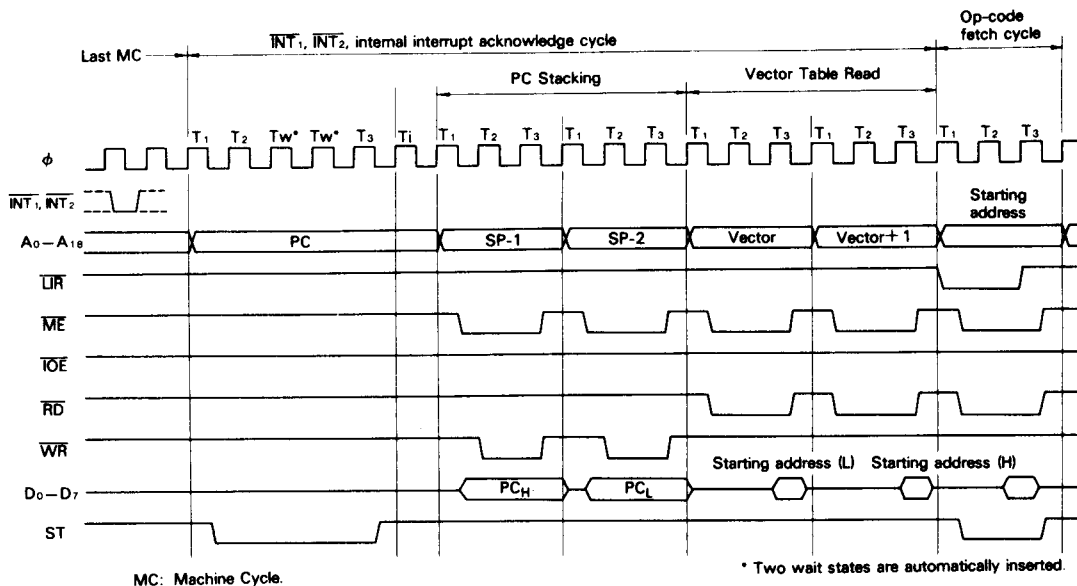 Op-code
fetch cycle
Last MC
INT₁, INT₂, internal interrupt acknowledge cycle
PC Stacking
Vector Table Read
T₁ T₂ Tw* Tw* T₃ Ti T₁ T₂ T₃ T₁ T₂ T₃ T₁ T₂ T₃ T₁ T₂ T₃ T₁ T₂ T₃
φ
INT₁, INT₂
Starting
address
A₀—A₁₈ PC SP-1 SP-2 Vector Vector+1
LIR
ME
IOE
RD
WR
Starting address (L) Starting address (H)
D₀—D₇ PC_H PC_L
ST
* Two wait states are automatically inserted.
MC: Machine Cycle.